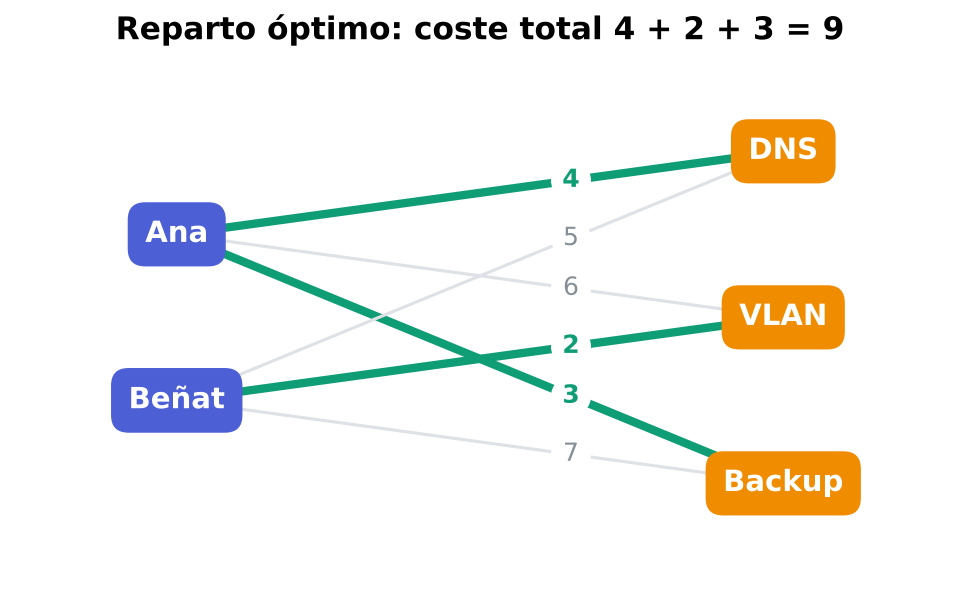 Reparto óptimo: coste total 4 + 2 + 3 = 9
DNS
4
Ana
5
6
VLAN
2
3
Beñat
7
Backup